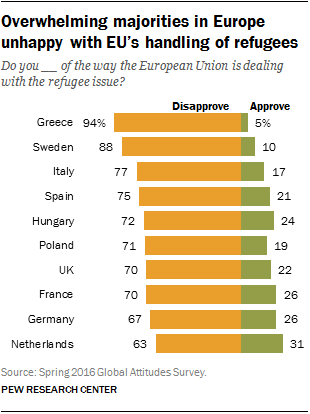 Overwhelming majorities in Europe
unhappy with EU's handling of refugees
Do you __ of the way the European Union is dealing
with the refugee issue?
Disapprove Approve
Greece 94% 5%
Sweden 88 10
Italy 77 17
Spain 75 21
Hungary 72 24
Poland 71 19
UK 70 22
France 70 26
Germany 67 26
Netherlands 63 31
Source: Spring 2016 Global Attitudes Survey.
PEW RESEARCH CENTER